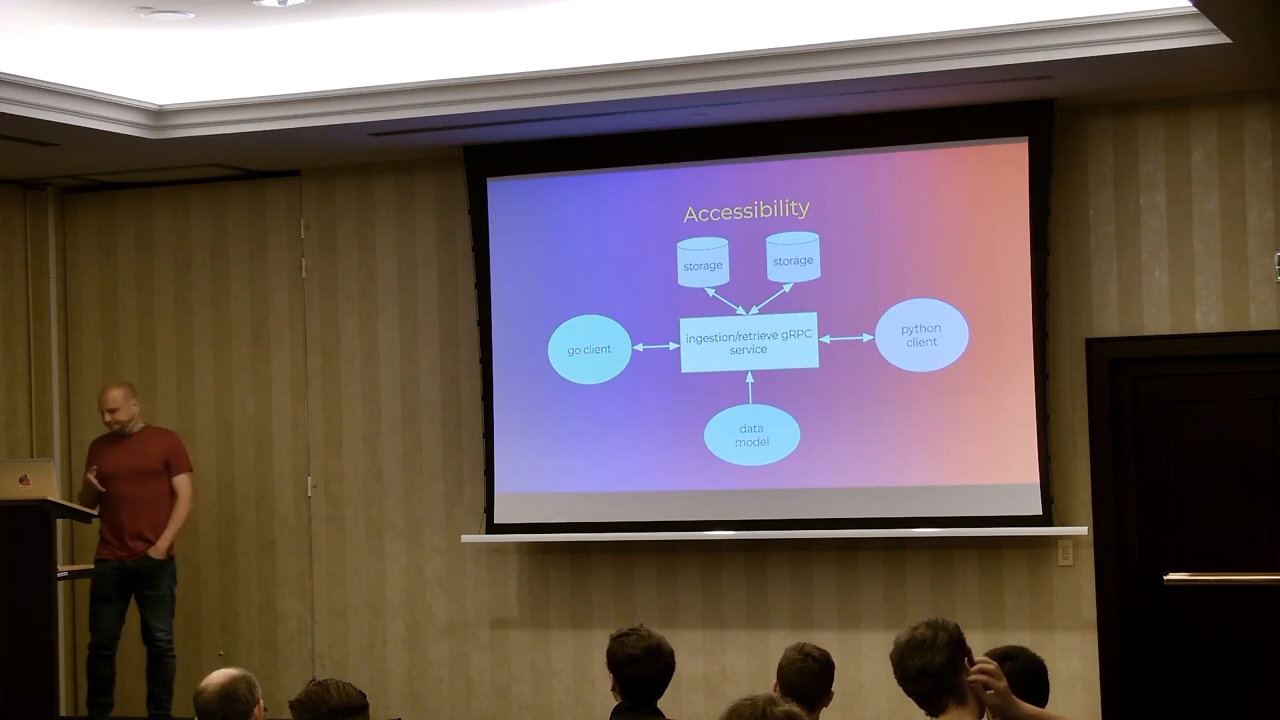 Accessibility
storage
storage
go client
ingestion/retrieve gRPC
service
python
client
data
model